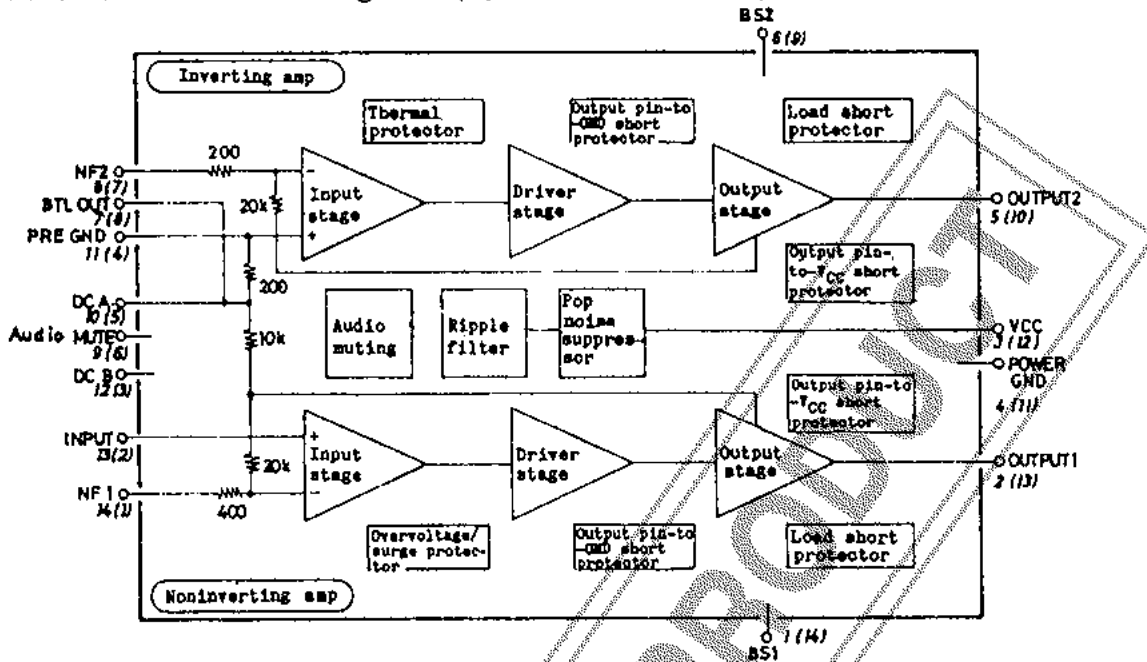 BS2
6 (9)
Inverting amp
Thermal
protector
Output pin-to
-GND short
protector
Load short
protector
NF2
8 (7)
200
20k
Input
stage
Driver
stage
Output
stage
BTL OUT
7 (8)
PRE GND
11 (4)
OUTPUT2
5 (10)
200
Output pin-
to-VCC short
protector
DC A
10 (5)
Audio MUTE
9 (6)
10k
Audio
muting
Ripple
filter
Pop
noise
suppres-
sor
VCC
3 (12)
POWER
GND
4 (11)
DC B
12 (3)
Output pin-to
-VCC short
protector
INPUT
13 (2)
20k
Input
stage
Driver
stage
Output
stage
OUTPUT1
2 (13)
NF 1
14 (1)
400
Overvoltage/
surge protec-
tor
Output pin-to
-GND short
protector
Load short
protector
Noninverting amp
1 (14)
BS1
PRODUCT